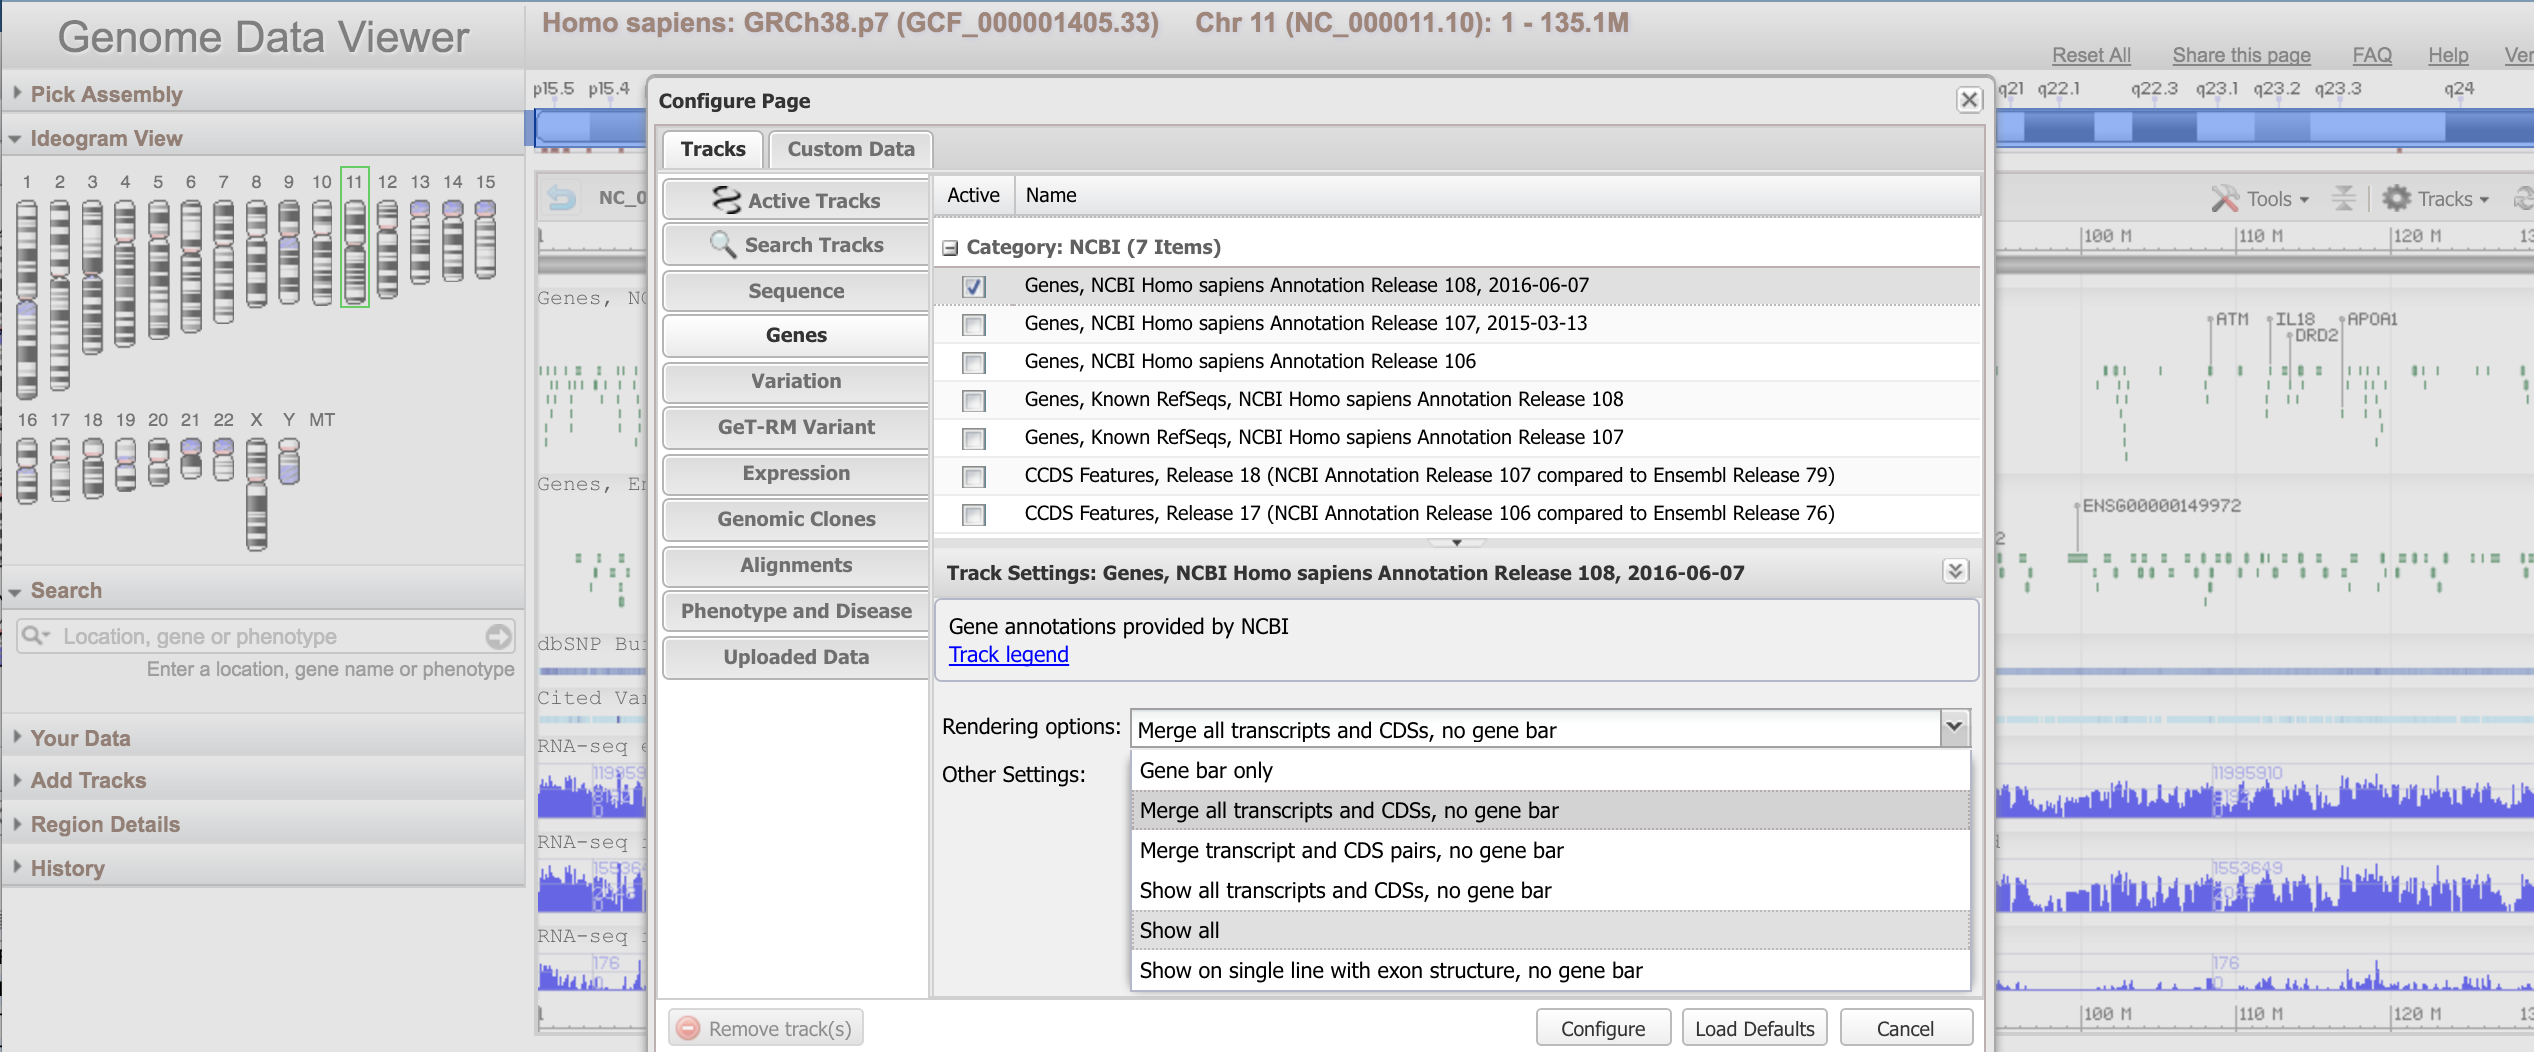 Genome Data Viewer
Homo sapiens: GRCh38.p7 (GCF_000001405.33) Chr 11 (NC_000011.10): 1 - 135.1M
Reset All Share this page FAQ Help
Pick Assembly
Ideogram View
1 2 3 4 5 6 7 8 9 10 11 12 13 14 15
16 17 18 19 20 21 22 X Y MT
Search
Location, gene or phenotype
Enter a location, gene name or phenotype
Your Data
Add Tracks
Region Details
History
p15.5 p15.4
q21 q22.1 q22.3 q23.1 q23.2 q23.3 q24
Tools Tracks
100 M 110 M 120 M
Genes,
ATM IL18 APOA1
DRD2
Genes,
ENSG00000149972
dbSNP
Cited
RNA-seq
11995910
8192
0
RNA-seq
1553649
2048
0
RNA-seq
176
0
100 M 110 M 120 M
Configure Page
Tracks Custom Data
Active Tracks
Search Tracks
Sequence
Genes
Variation
GeT-RM Variant
Expression
Genomic Clones
Alignments
Phenotype and Disease
Uploaded Data
Active Name
Category: NCBI (7 Items)
Genes, NCBI Homo sapiens Annotation Release 108, 2016-06-07
Genes, NCBI Homo sapiens Annotation Release 107, 2015-03-13
Genes, NCBI Homo sapiens Annotation Release 106
Genes, Known RefSeqs, NCBI Homo sapiens Annotation Release 108
Genes, Known RefSeqs, NCBI Homo sapiens Annotation Release 107
CCDS Features, Release 18 (NCBI Annotation Release 107 compared to Ensembl Release 79)
CCDS Features, Release 17 (NCBI Annotation Release 106 compared to Ensembl Release 76)
Track Settings: Genes, NCBI Homo sapiens Annotation Release 108, 2016-06-07
Gene annotations provided by NCBI
Track legend
Rendering options: Merge all transcripts and CDSs, no gene bar
Other Settings:
Gene bar only
Merge all transcripts and CDSs, no gene bar
Merge transcript and CDS pairs, no gene bar
Show all transcripts and CDSs, no gene bar
Show all
Show on single line with exon structure, no gene bar
Remove track(s) Configure Load Defaults Cancel